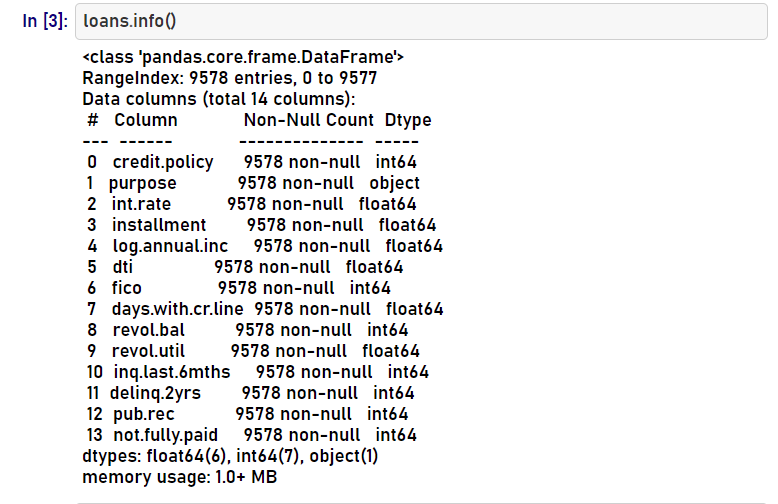 In [3]: loans.info()
<class 'pandas.core.frame.DataFrame'>
RangeIndex: 9578 entries, 0 to 9577
Data columns (total 14 columns):
# Column Non-Null Count Dtype
--- ------ -------------- -----
0 credit.policy 9578 non-null int64
1 purpose 9578 non-null object
2 int.rate 9578 non-null float64
3 installment 9578 non-null float64
4 log.annual.inc 9578 non-null float64
5 dti 9578 non-null float64
6 fico 9578 non-null int64
7 days.with.cr.line 9578 non-null float64
8 revol.bal 9578 non-null int64
9 revol.util 9578 non-null float64
10 inq.last.6mths 9578 non-null int64
11 delinq.2yrs 9578 non-null int64
12 pub.rec 9578 non-null int64
13 not.fully.paid 9578 non-null int64
dtypes: float64(6), int64(7), object(1)
memory usage: 1.0+ MB